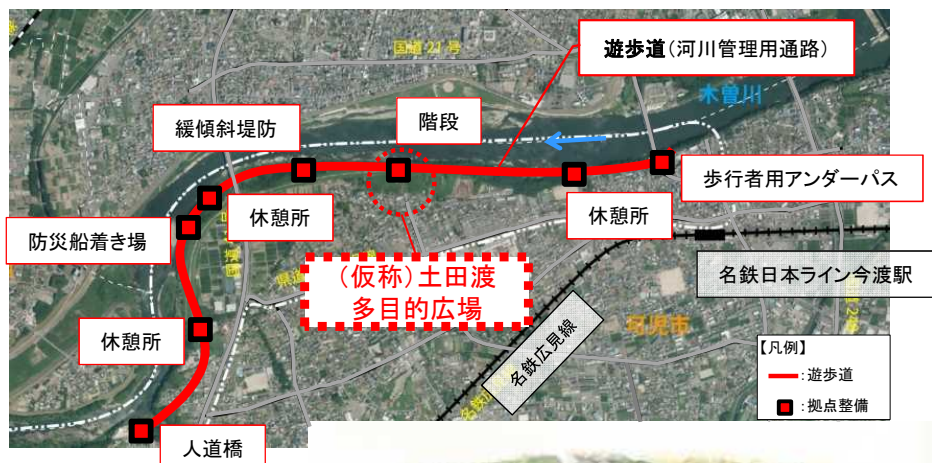 国道21号
遊歩道(河川管理用通路)
木曽川
緩傾斜堤防
階段
歩行者用アンダーパス
休憩所
休憩所
防災船着き場
(仮称)土田渡
多目的広場
名鉄日本ライン今渡駅
休憩所
可児市
名鉄広見線
【凡例】
:遊歩道
:拠点整備
人道橋